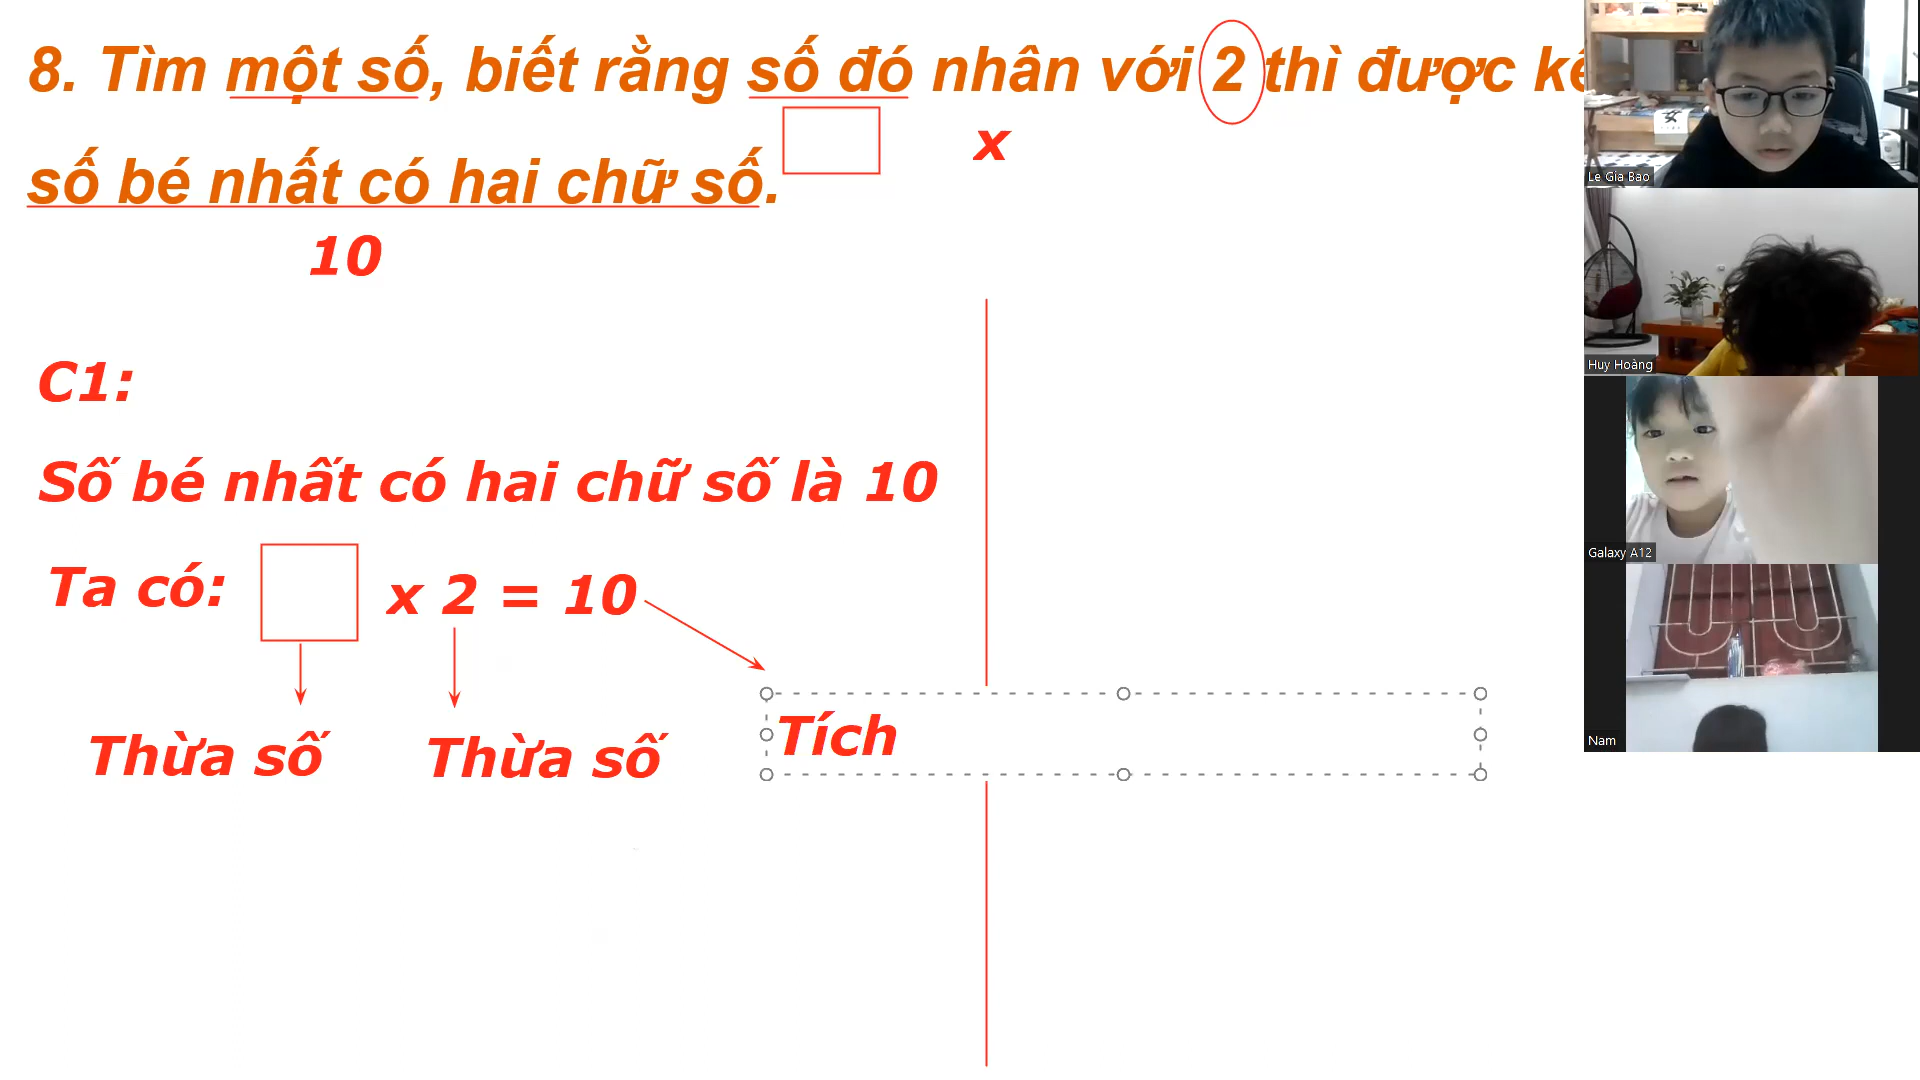 8. Tìm một số, biết rằng số đó nhân với 2 thì được kê
số bé nhất có hai chữ số.
x
10
C1:
Số bé nhất có hai chữ số là 10
Ta có: x 2 = 10
Thừa số Thừa số Tích
Le Gia Bao
Huy Hoàng
Galaxy A12
Nam